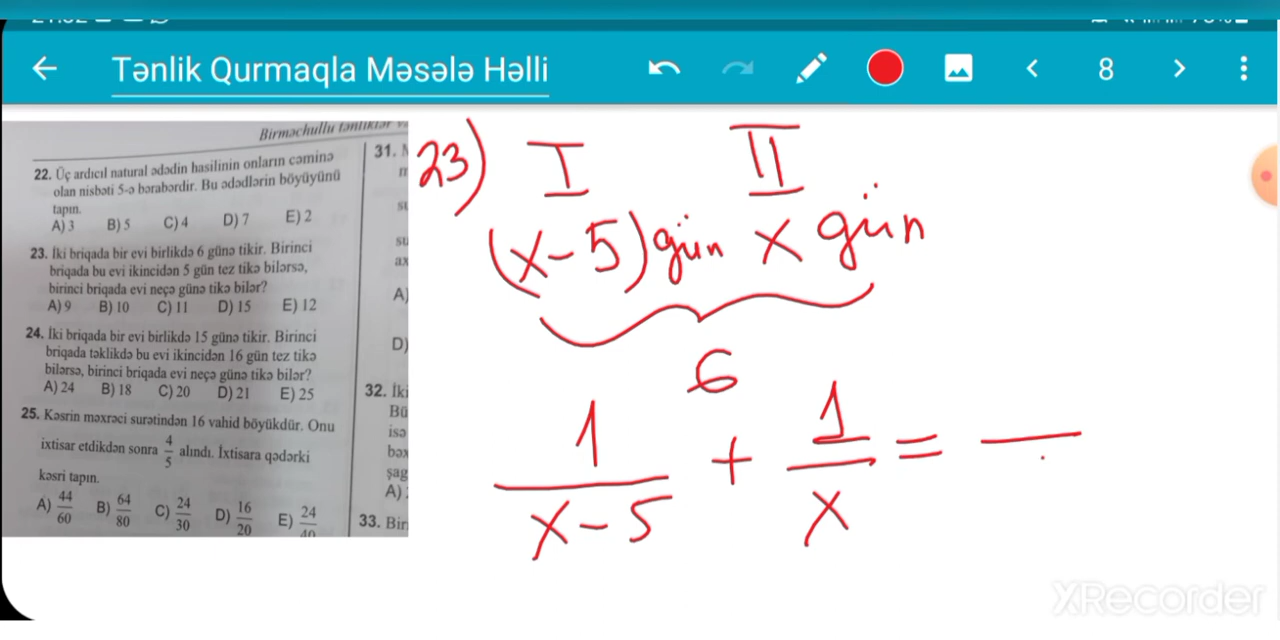 Tənlik Qurmaqla Məsələ Həlli
8
Birməchullu tənliklər
22. Üç ardıcıl natural ədədin hasilinin onların cəminə
olan nisbəti 5-ə bərabərdir. Bu ədədlərin böyüyünü
tapın.
A) 3 B) 5 C) 4 D) 7 E) 2
23. İki briqada bir evi birlikdə 6 günə tikir. Birinci
briqada bu evi ikincidən 5 gün tez tikə bilərsə,
birinci briqada evi neçə günə tikə bilər?
A) 9 B) 10 C) 11 D) 15 E) 12
24. İki briqada bir evi birlikdə 15 günə tikir. Birinci
briqada təklikdə bu evi ikincidən 16 gün tez tikə
bilərsə, birinci briqada evi neçə günə tikə bilər?
A) 24 B) 18 C) 20 D) 21 E) 25
25. Kəsrin məxrəci surətindən 16 vahid böyükdür. Onu
ixtisar etdikdən sonra 4/5 alındı. İxtisara qədərki
kəsri tapın.
A) 44/60 B) 64/80 C) 24/30 D) 16/20 E) 24/40
31.
su
su
ax
A)
D)
32. İki
Bü
isə
bəx
şag
A)
33. Bir
23) I II
(x-5) gün x gün
6
1/(x-5) + 1/x =
XRecorder